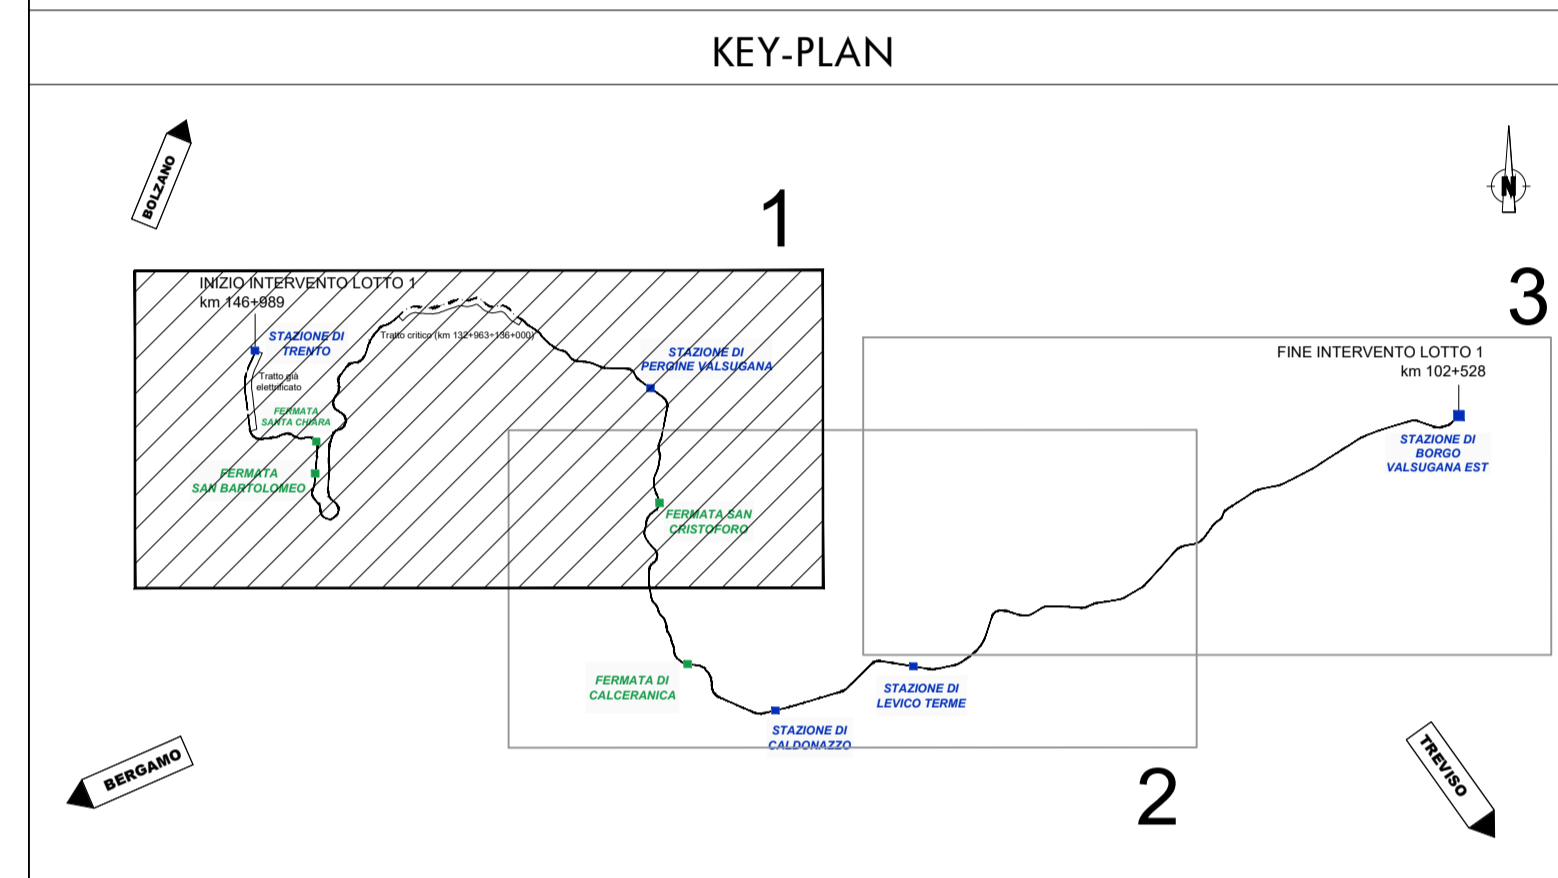 KEY-PLAN
BOLZANO
N
1
3
INIZIO INTERVENTO LOTTO 1
km 146+989
STAZIONE DI
TRENTO
Tratto critico (km 132+963÷136+000)
Tratto già
elettrificato
FERMATA
SANTA CHIARA
FERMATA
SAN BARTOLOMEO
STAZIONE DI
PERGINE VALSUGANA
FERMATA SAN
CRISTOFORO
FINE INTERVENTO LOTTO 1
km 102+528
STAZIONE DI
BORGO
VALSUGANA EST
FERMATA DI
CALCERANICA
STAZIONE DI
CALDONAZZO
STAZIONE DI
LEVICO TERME
BERGAMO
2
TREVISO